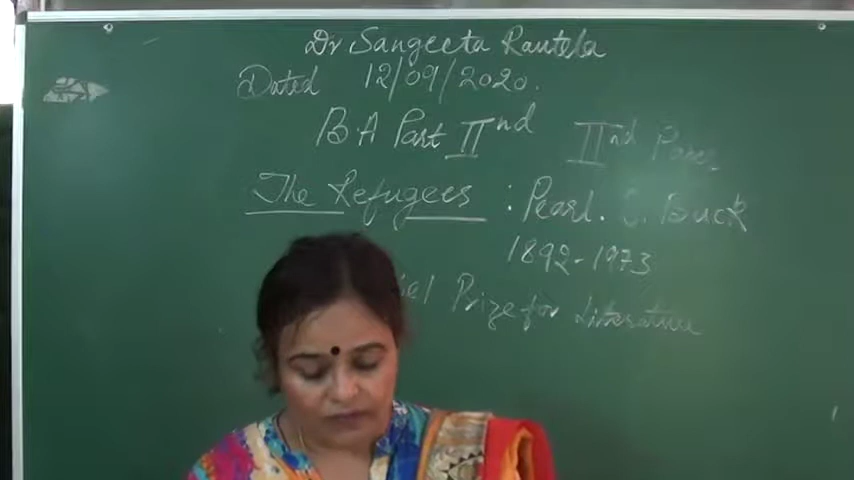 Dr Sangeeta Rautela
Dated 12/09/2020.
BA Part IInd IInd Paper
The Refugees : Pearl. S. Buck
1892-1973
Prize for Literature